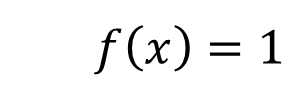 f(x) = 1